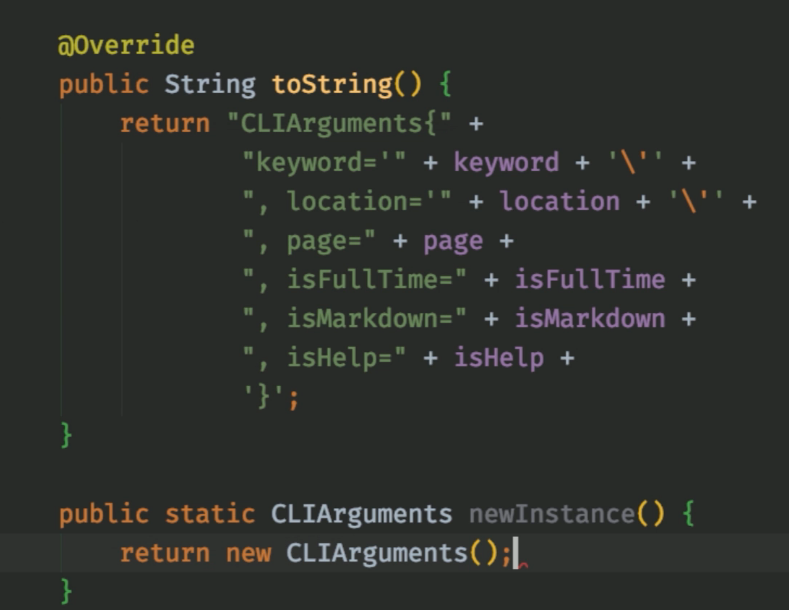 @Override
public String toString() {
    return "CLIArguments{" +
            "keyword='" + keyword + '\'' +
            ", location='" + location + '\'' +
            ", page=" + page +
            ", isFullTime=" + isFullTime +
            ", isMarkdown=" + isMarkdown +
            ", isHelp=" + isHelp +
            '}';
}
public static CLIArguments newInstance() {
    return new CLIArguments();
}